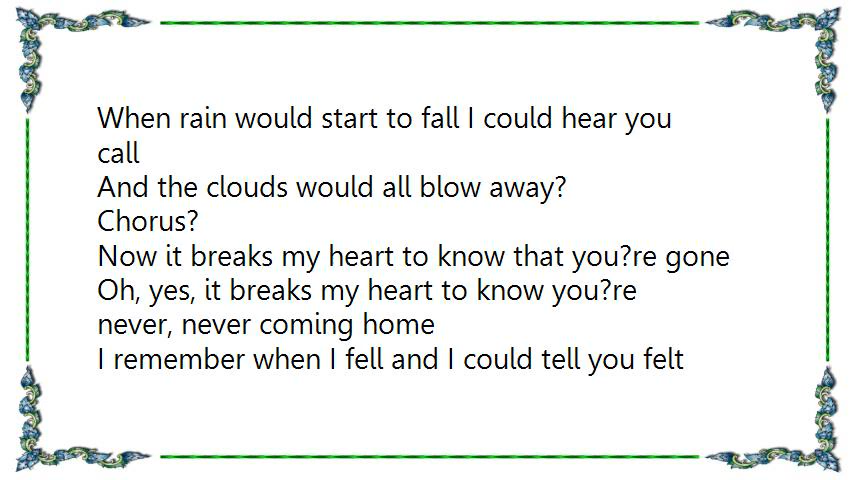 When rain would start to fall I could hear you
call
And the clouds would all blow away?
Chorus?
Now it breaks my heart to know that you?re gone
Oh, yes, it breaks my heart to know you?re
never, never coming home
I remember when I fell and I could tell you felt